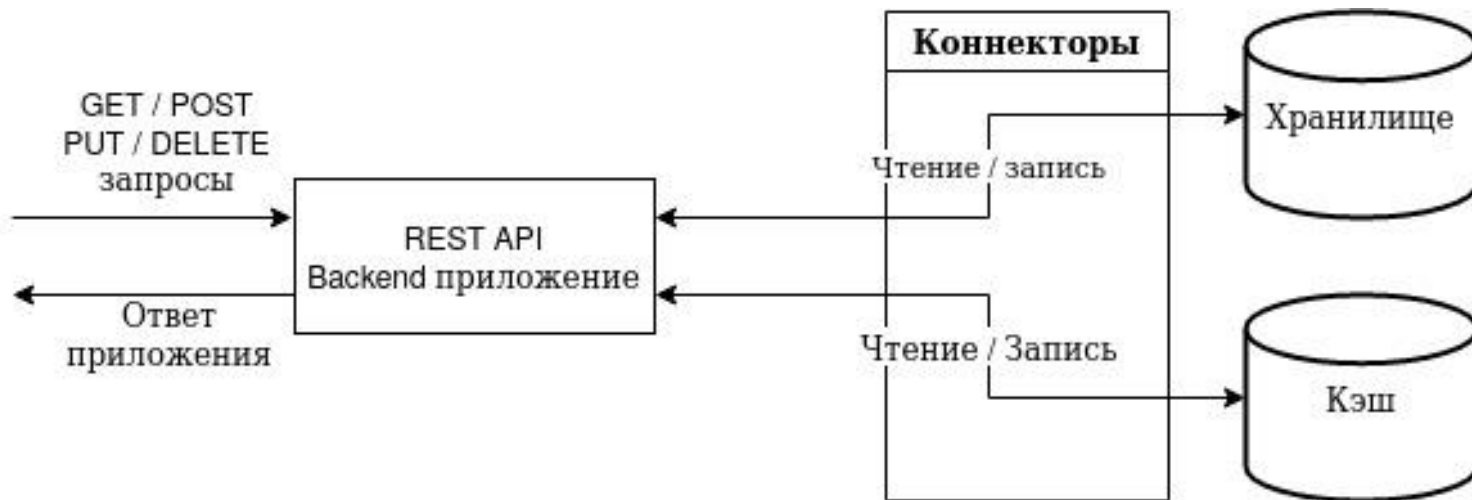 Коннекторы
GET / POST
PUT / DELETE
запросы
Хранилище
Чтение / запись
REST API
Backend приложение
Ответ
приложения
Чтение / Запись
Кэш